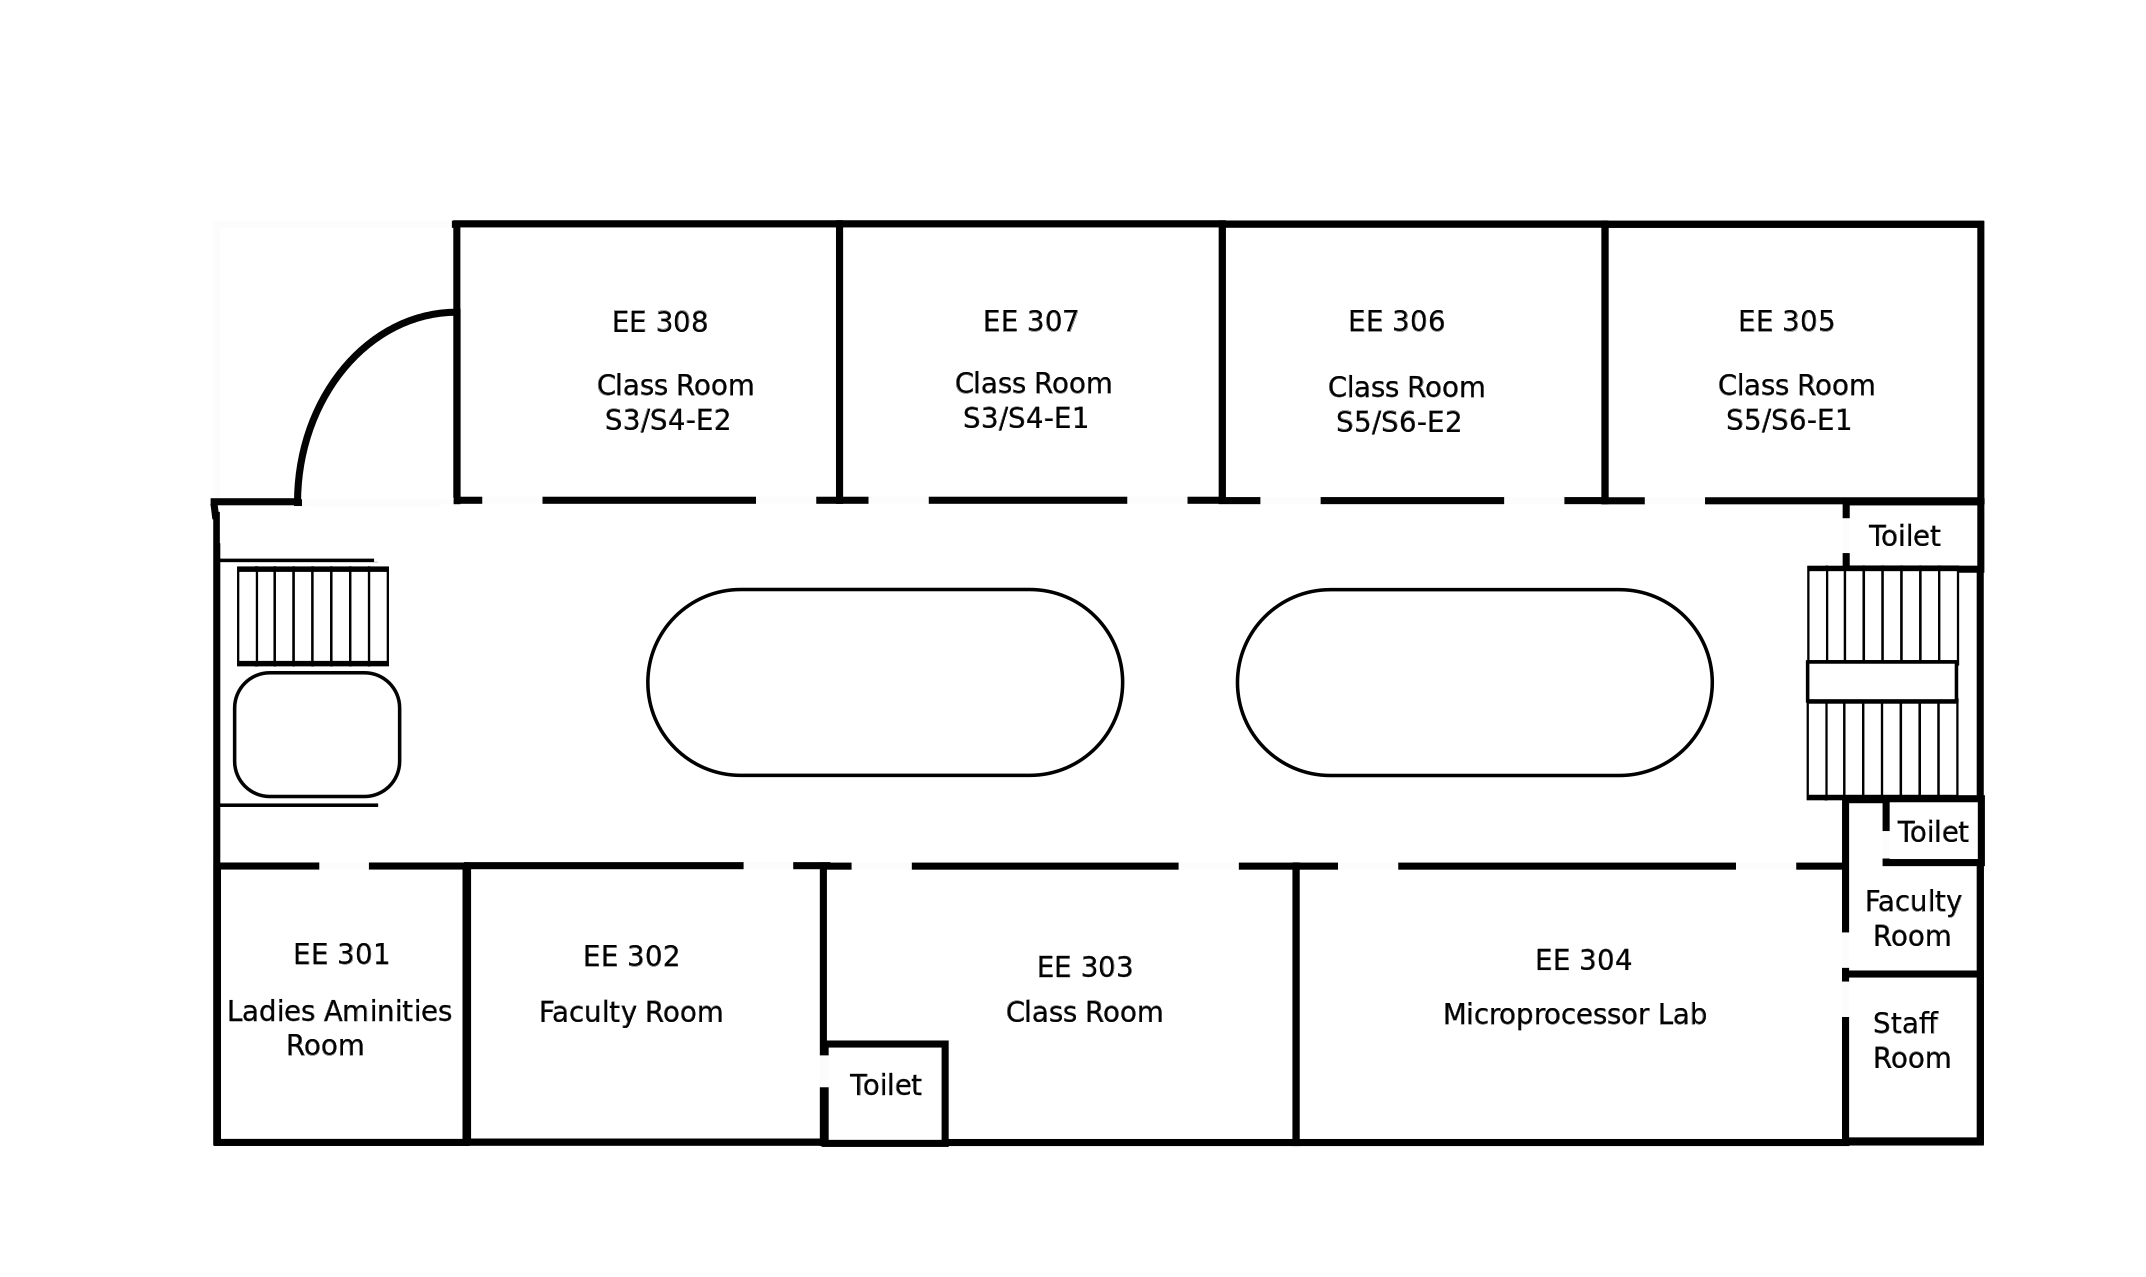 EE 308
Class Room
S3/S4-E2
EE 307
Class Room
S3/S4-E1
EE 306
Class Room
S5/S6-E2
EE 305
Class Room
S5/S6-E1
Toilet
Toilet
Faculty
Room
EE 301
Ladies Aminities
Room
EE 302
Faculty Room
Toilet
EE 303
Class Room
EE 304
Microprocessor Lab
Staff
Room